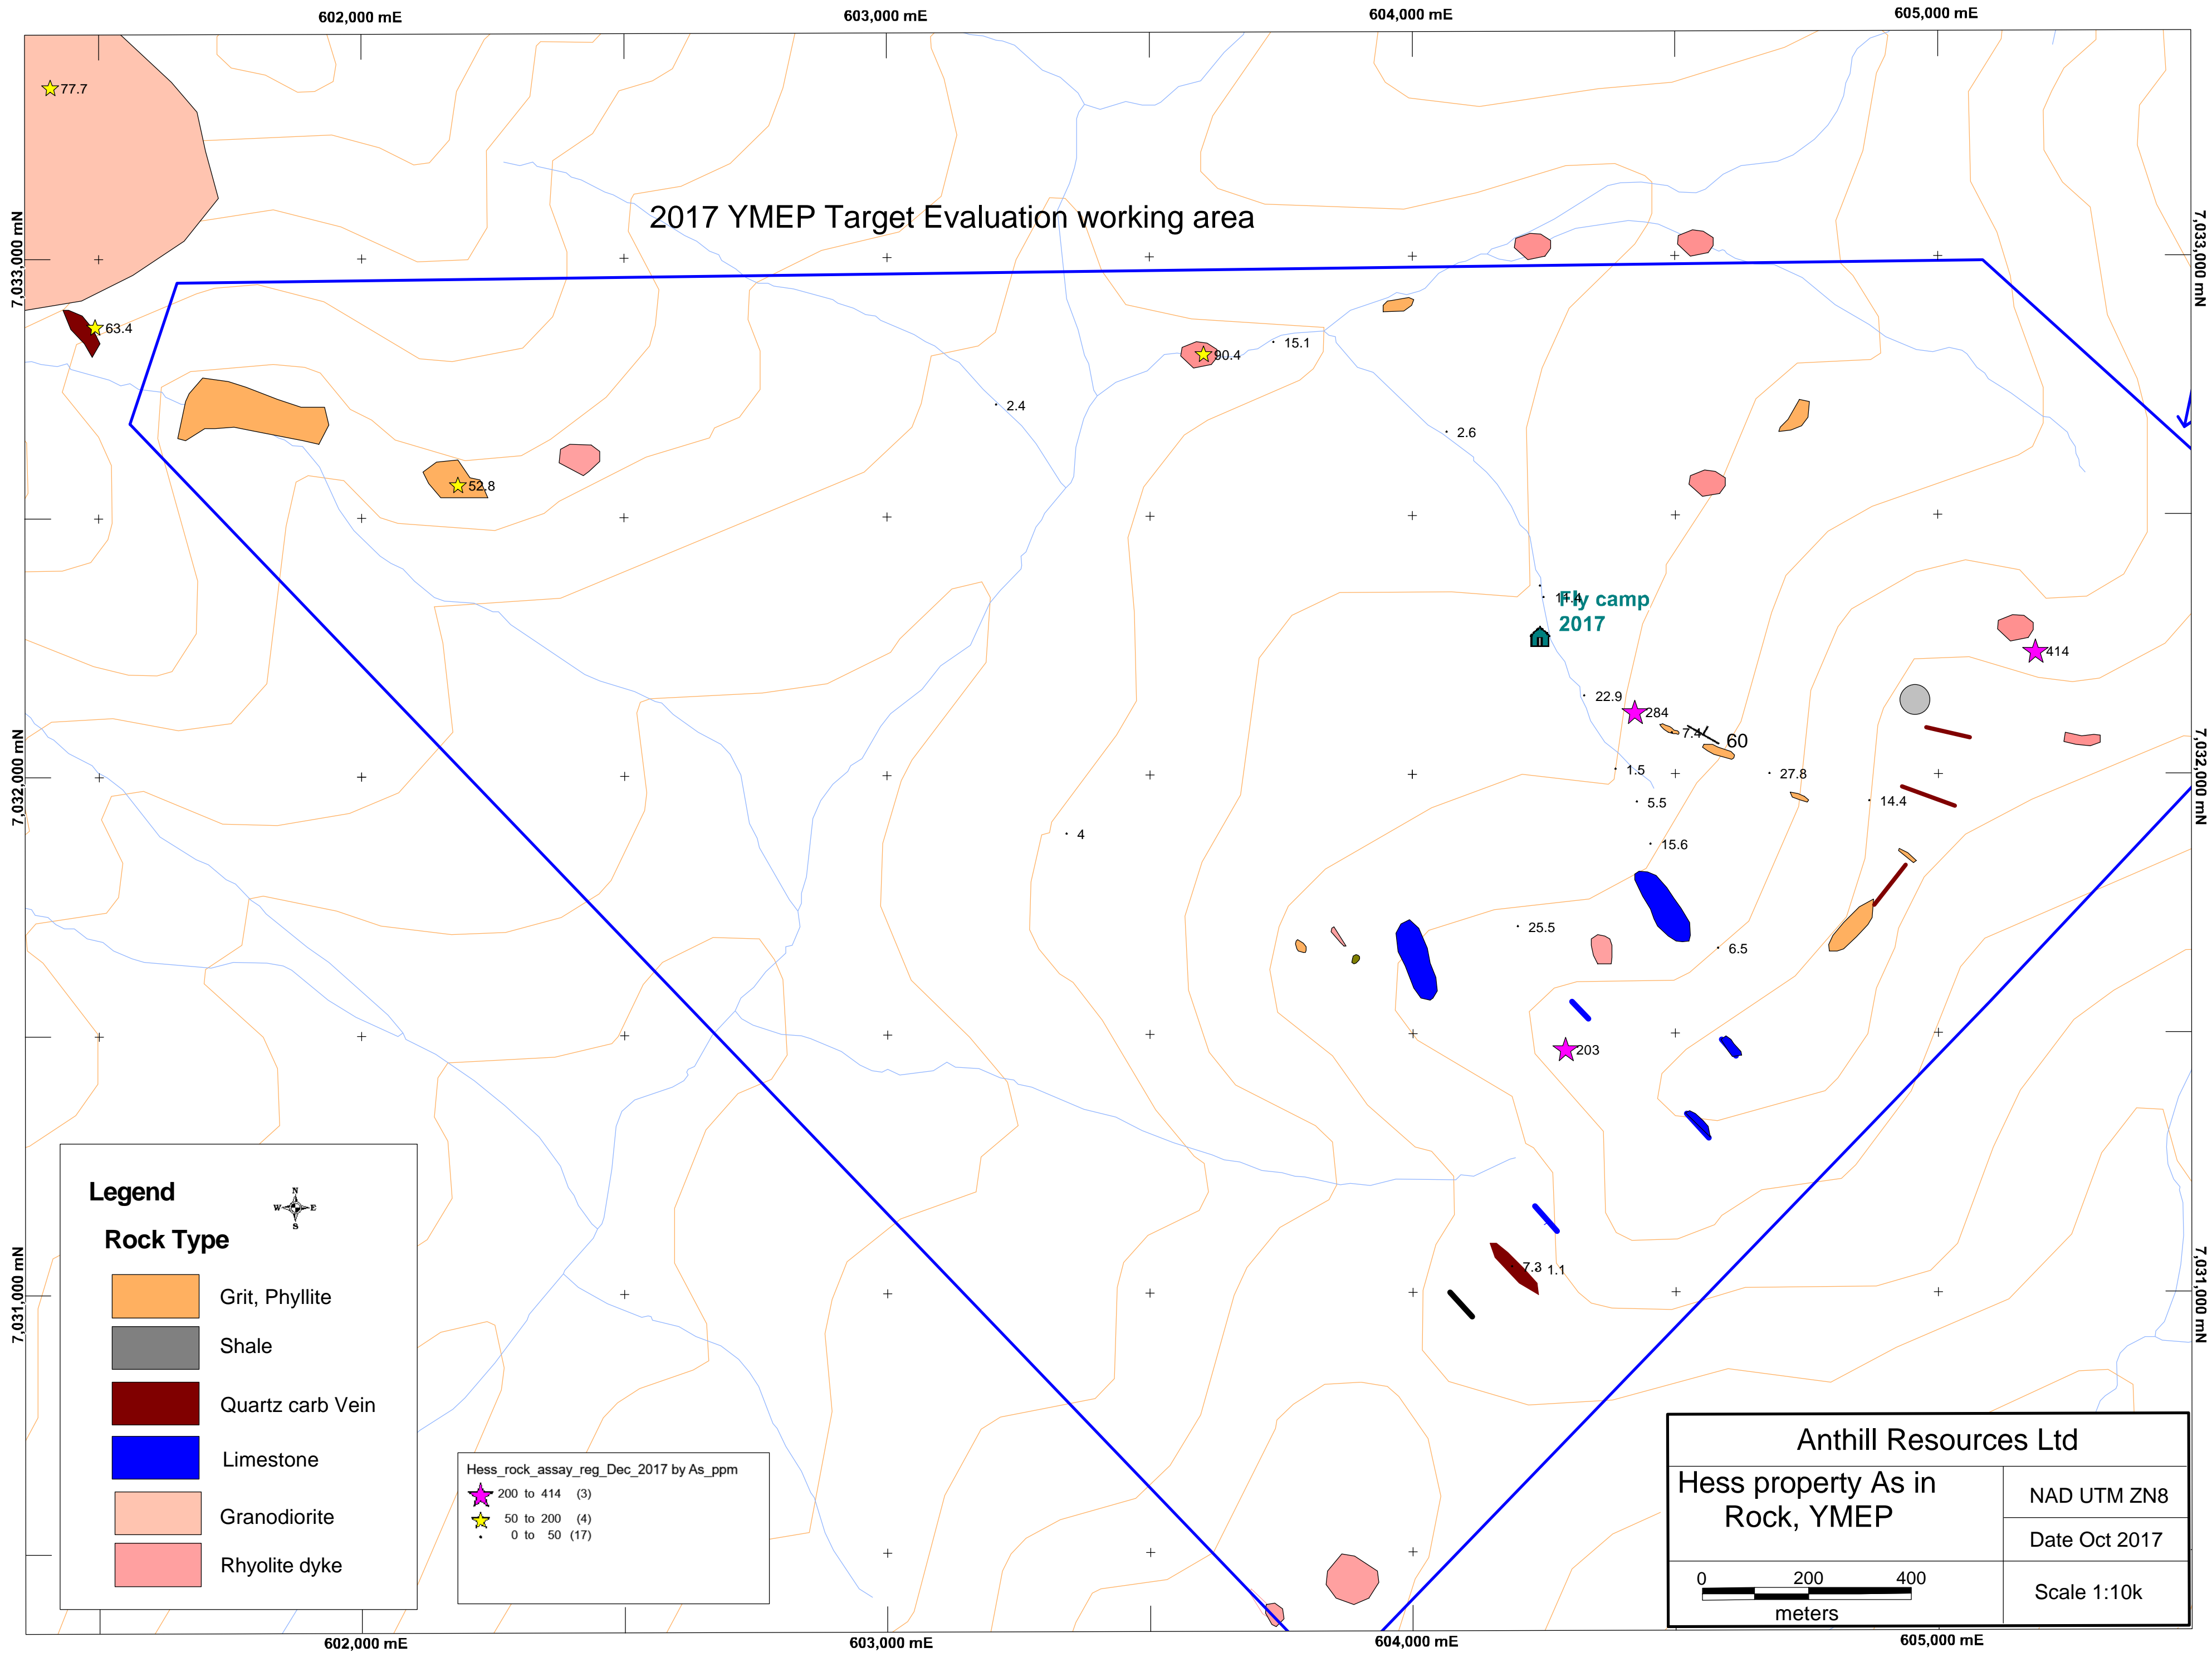 602,000 mE
603,000 mE
604,000 mE
605,000 mE
77.7
2017 YMEP Target Evaluation working area
7,033,000 mN
7,033,000 mN
63.4
15.1
90.4
2.4
2.6
52.8
11.4
Fly camp
2017
414
22.9
284
7.4
60
1.5
27.8
5.5
14.4
7,032,000 mN
7,032,000 mN
4
15.6
25.5
6.5
203
7.3
1.1
7,031,000 mN
7,031,000 mN
Legend
N
W E
S
Rock Type
Grit, Phyllite
Shale
Quartz carb Vein
Limestone
Granodiorite
Rhyolite dyke
Hess_rock_assay_reg_Dec_2017 by As_ppm
200 to 414 (3)
50 to 200 (4)
0 to 50 (17)
Anthill Resources Ltd
Hess property As in
Rock, YMEP
NAD UTM ZN8
Date Oct 2017
Scale 1:10k
0 200 400
meters
602,000 mE
603,000 mE
604,000 mE
605,000 mE